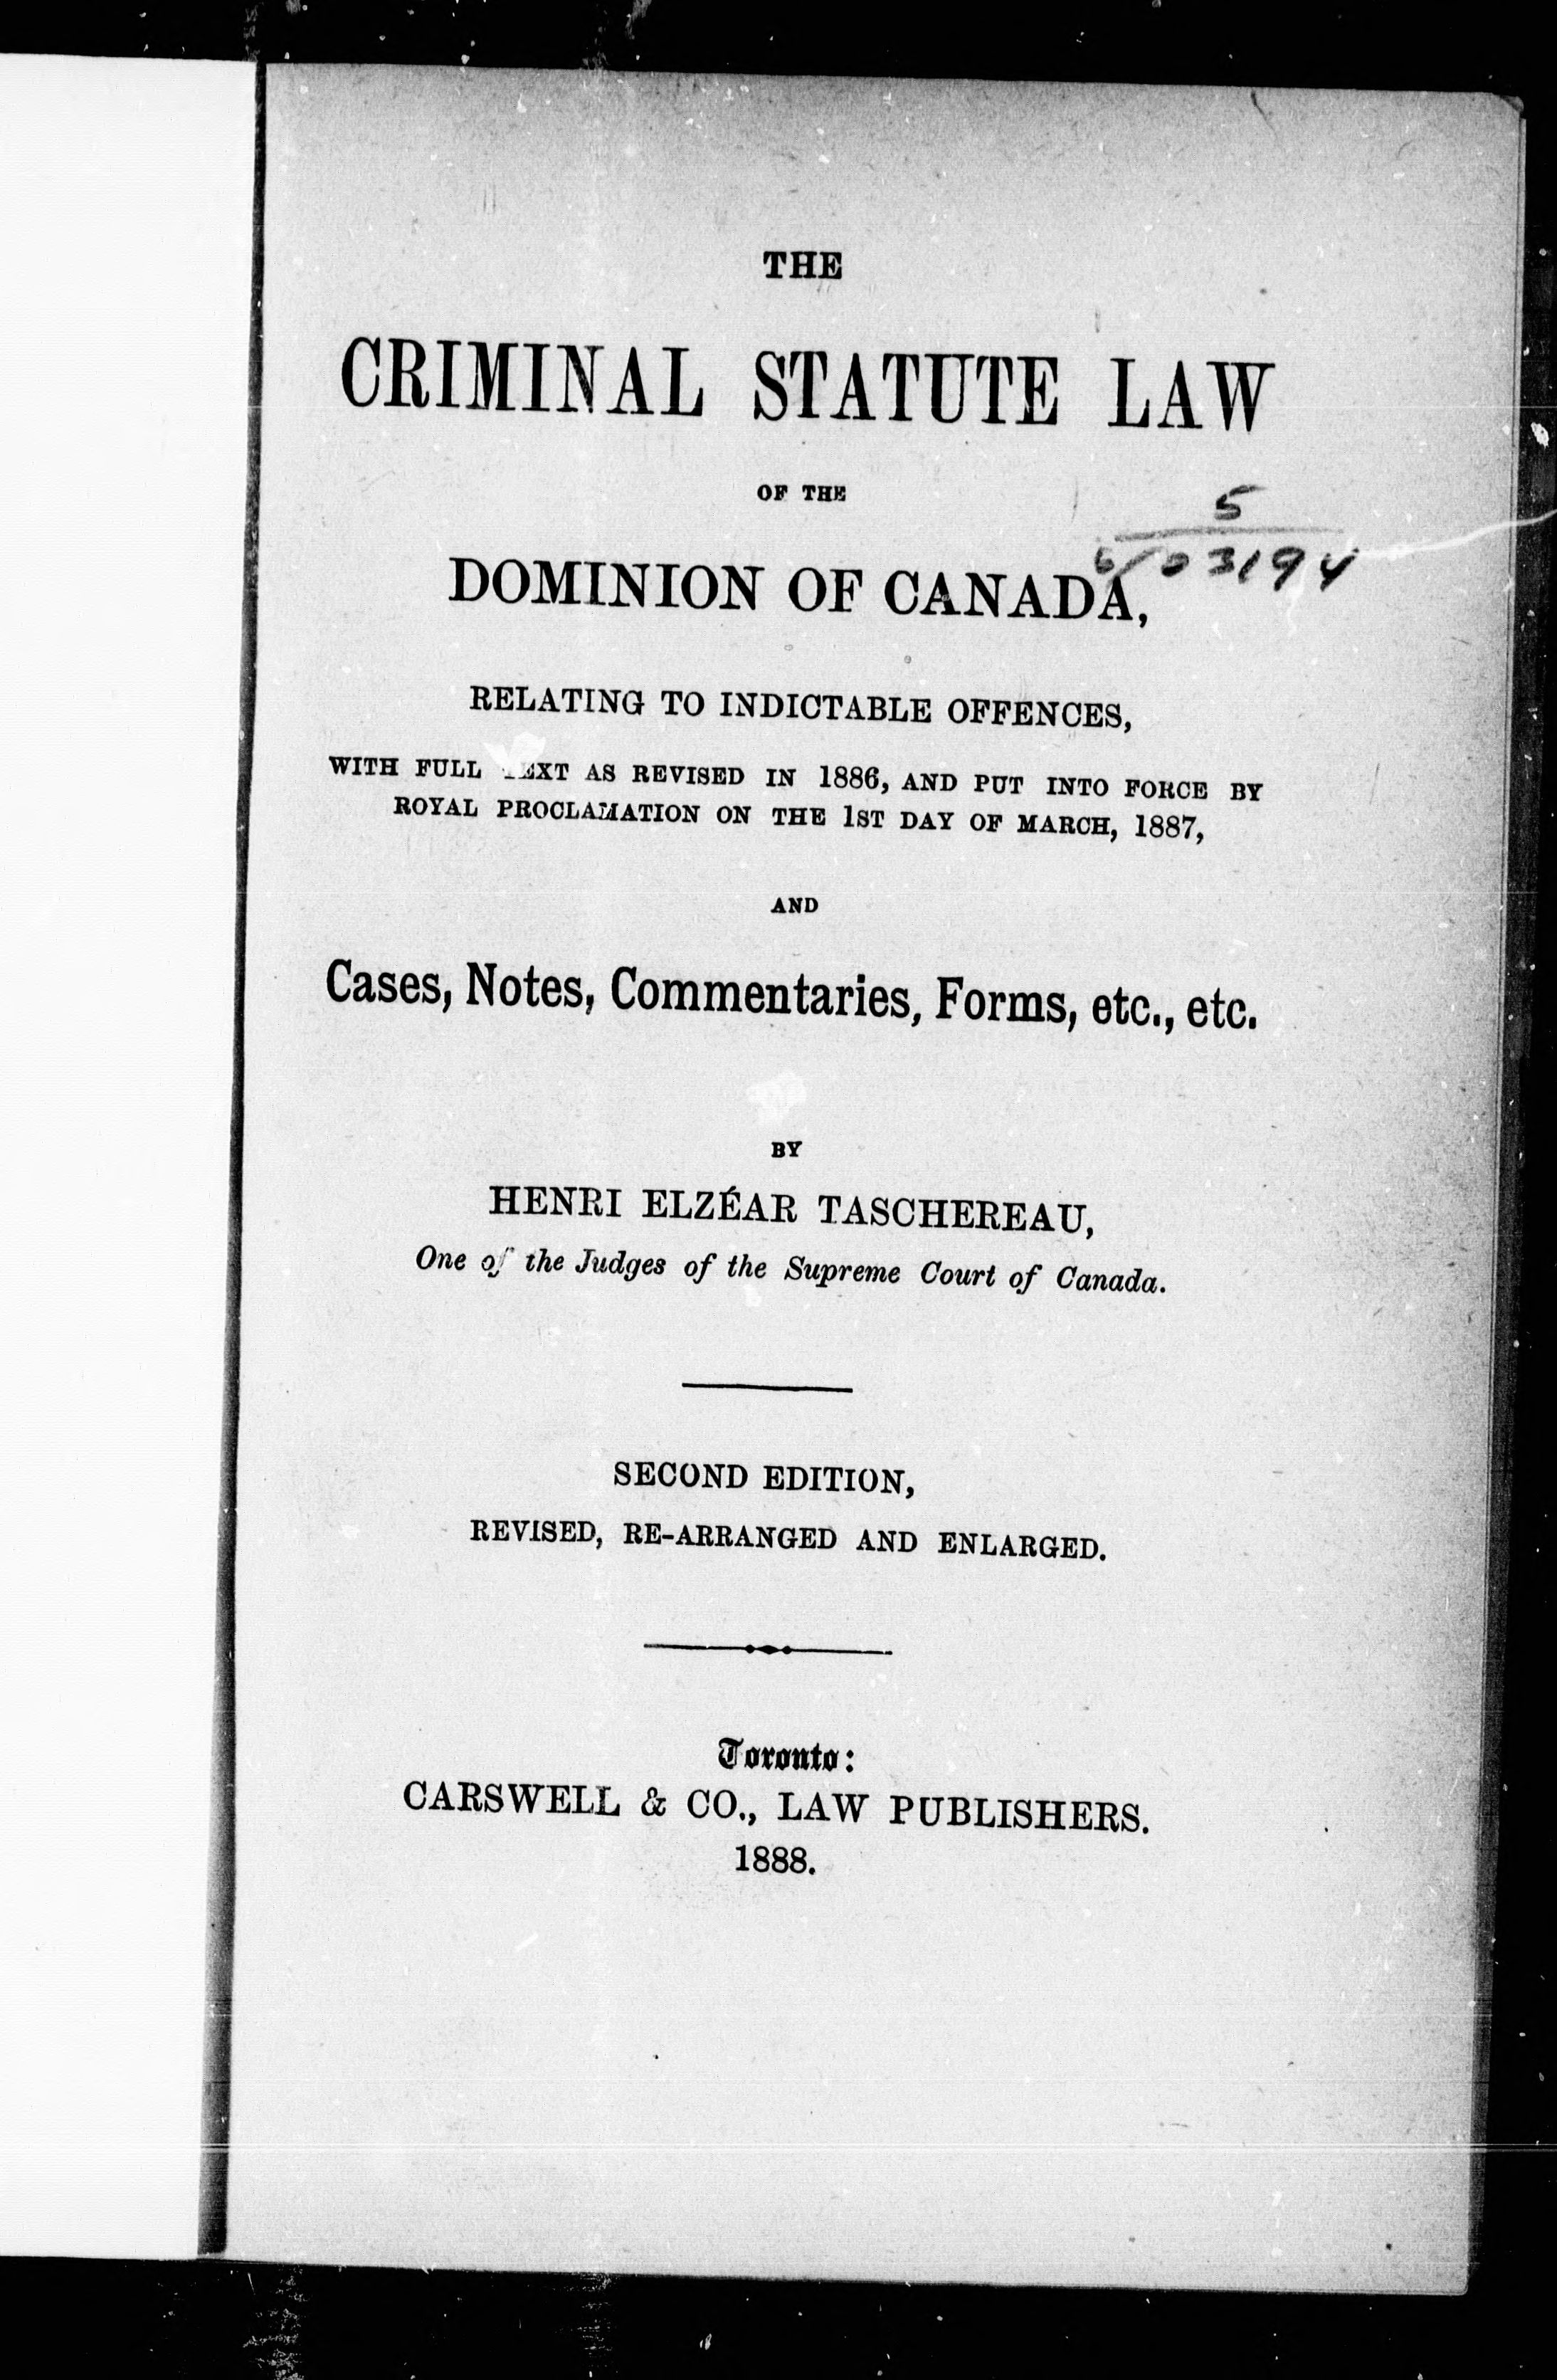 THE
CRIMINAL STATUTE LAW
OF THE
5
DOMINION OF CANADA,
RELATING TO INDICTABLE OFFENCES,
WITH FULL TEXT AS REVISED IN 1886, AND PUT INTO FORCE BY
ROYAL PROCLAMATION ON THE 1ST DAY OF MARCH, 1887,
AND
Cases, Notes, Commentaries, Forms, etc., etc.
BY
HENRI ELZÉAR TASCHEREAU,
One of the Judges of the Supreme Court of Canada.
SECOND EDITION,
REVISED, RE-ARRANGED AND ENLARGED.
Toronto:
CARSWELL & CO., LAW PUBLISHERS.
1888.